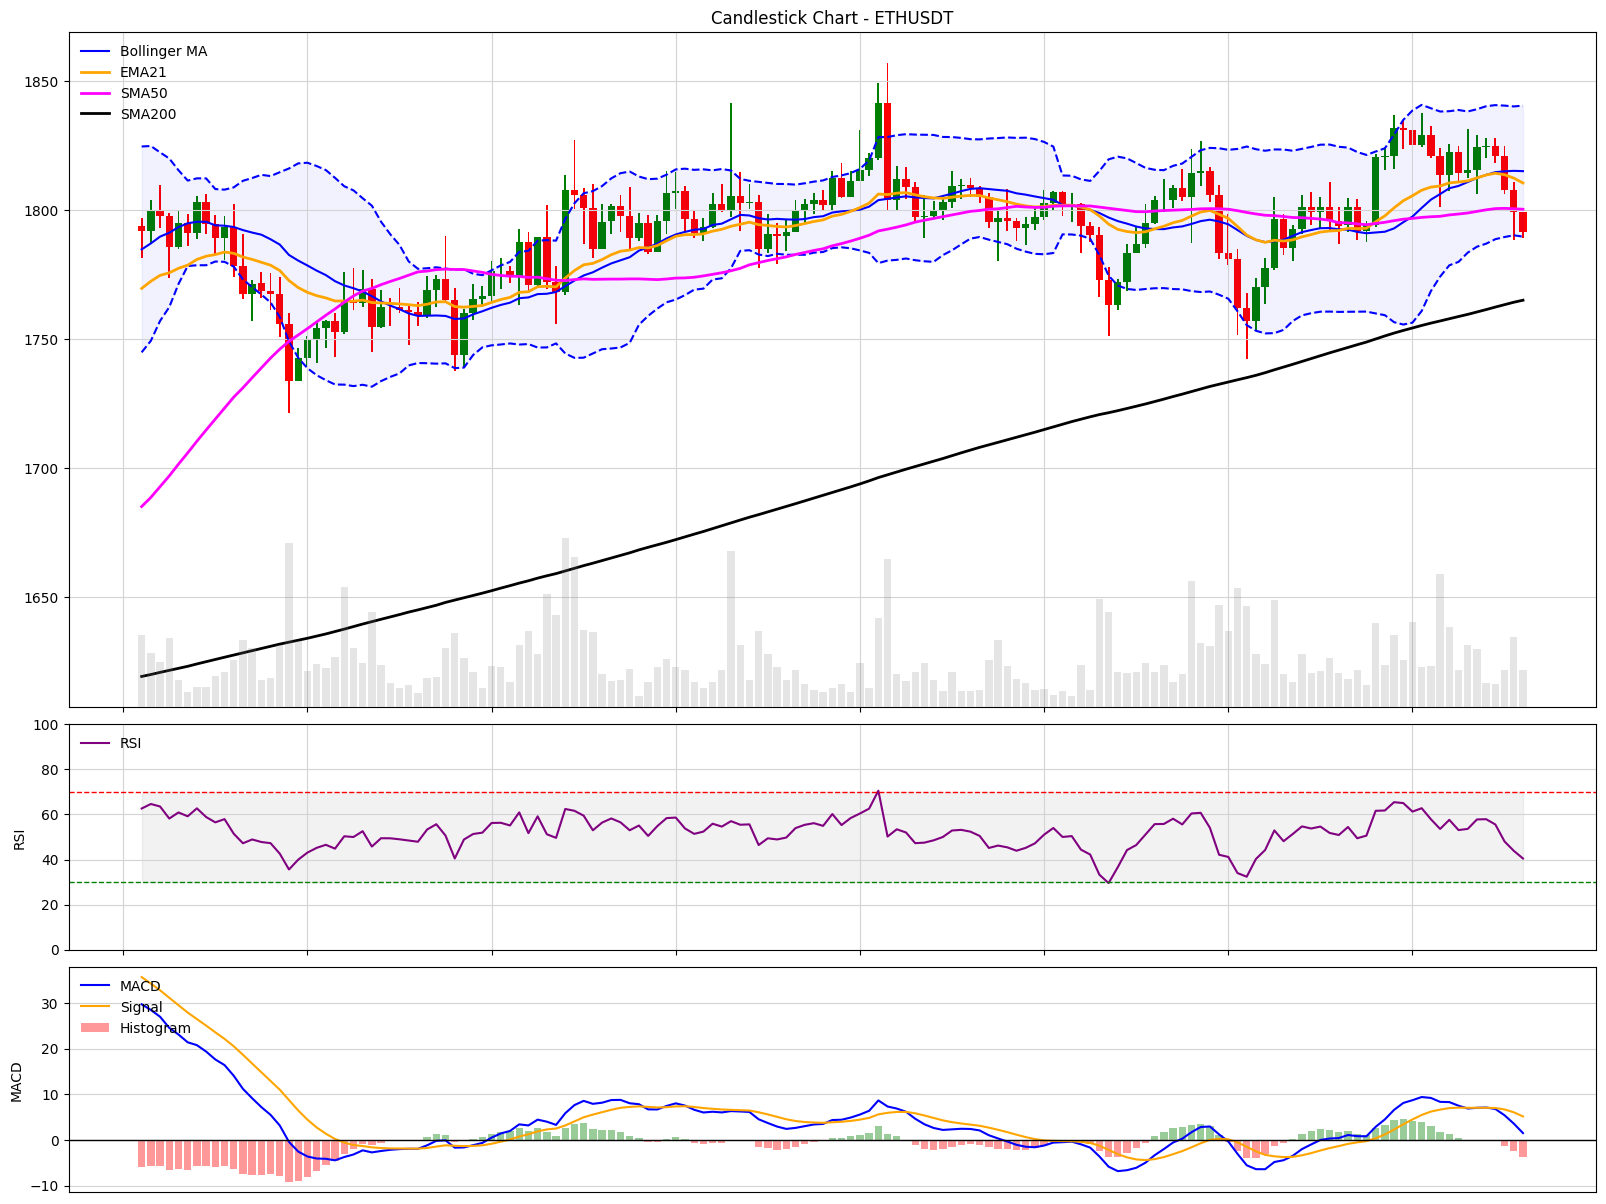 Candlestick Chart - ETHUSDT
Bollinger MA
EMA21
SMA50
SMA200
1850
1800
1750
1700
1650
RSI
100
80
60
40
20
0
RSI
MACD
Signal
Histogram
30
20
10
0
−10
MACD